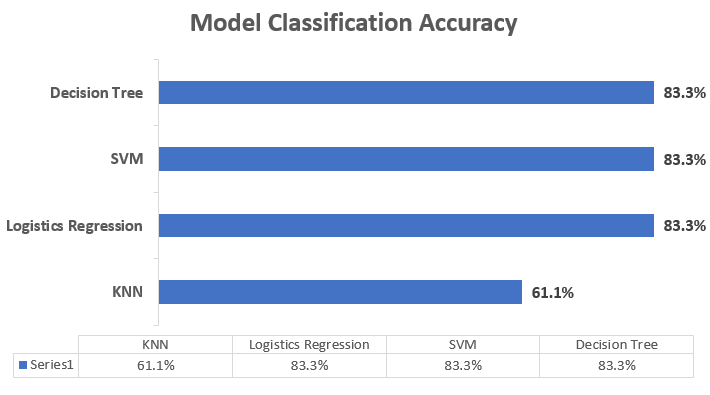 Model Classification Accuracy
Decision Tree 83.3%
SVM 83.3%
Logistics Regression 83.3%
KNN 61.1%
KNN Logistics Regression SVM Decision Tree
Series1 61.1% 83.3% 83.3% 83.3%